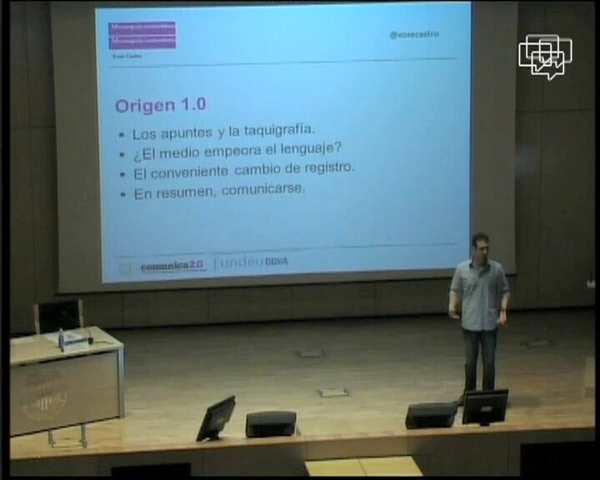 @xosecastro
Origen 1.0
Los apuntes y la taquigrafía.
¿El medio empeora el lenguaje?
El conveniente cambio de registro.
En resumen, comunicarse.
comunica2.0 Fundéu BBVA